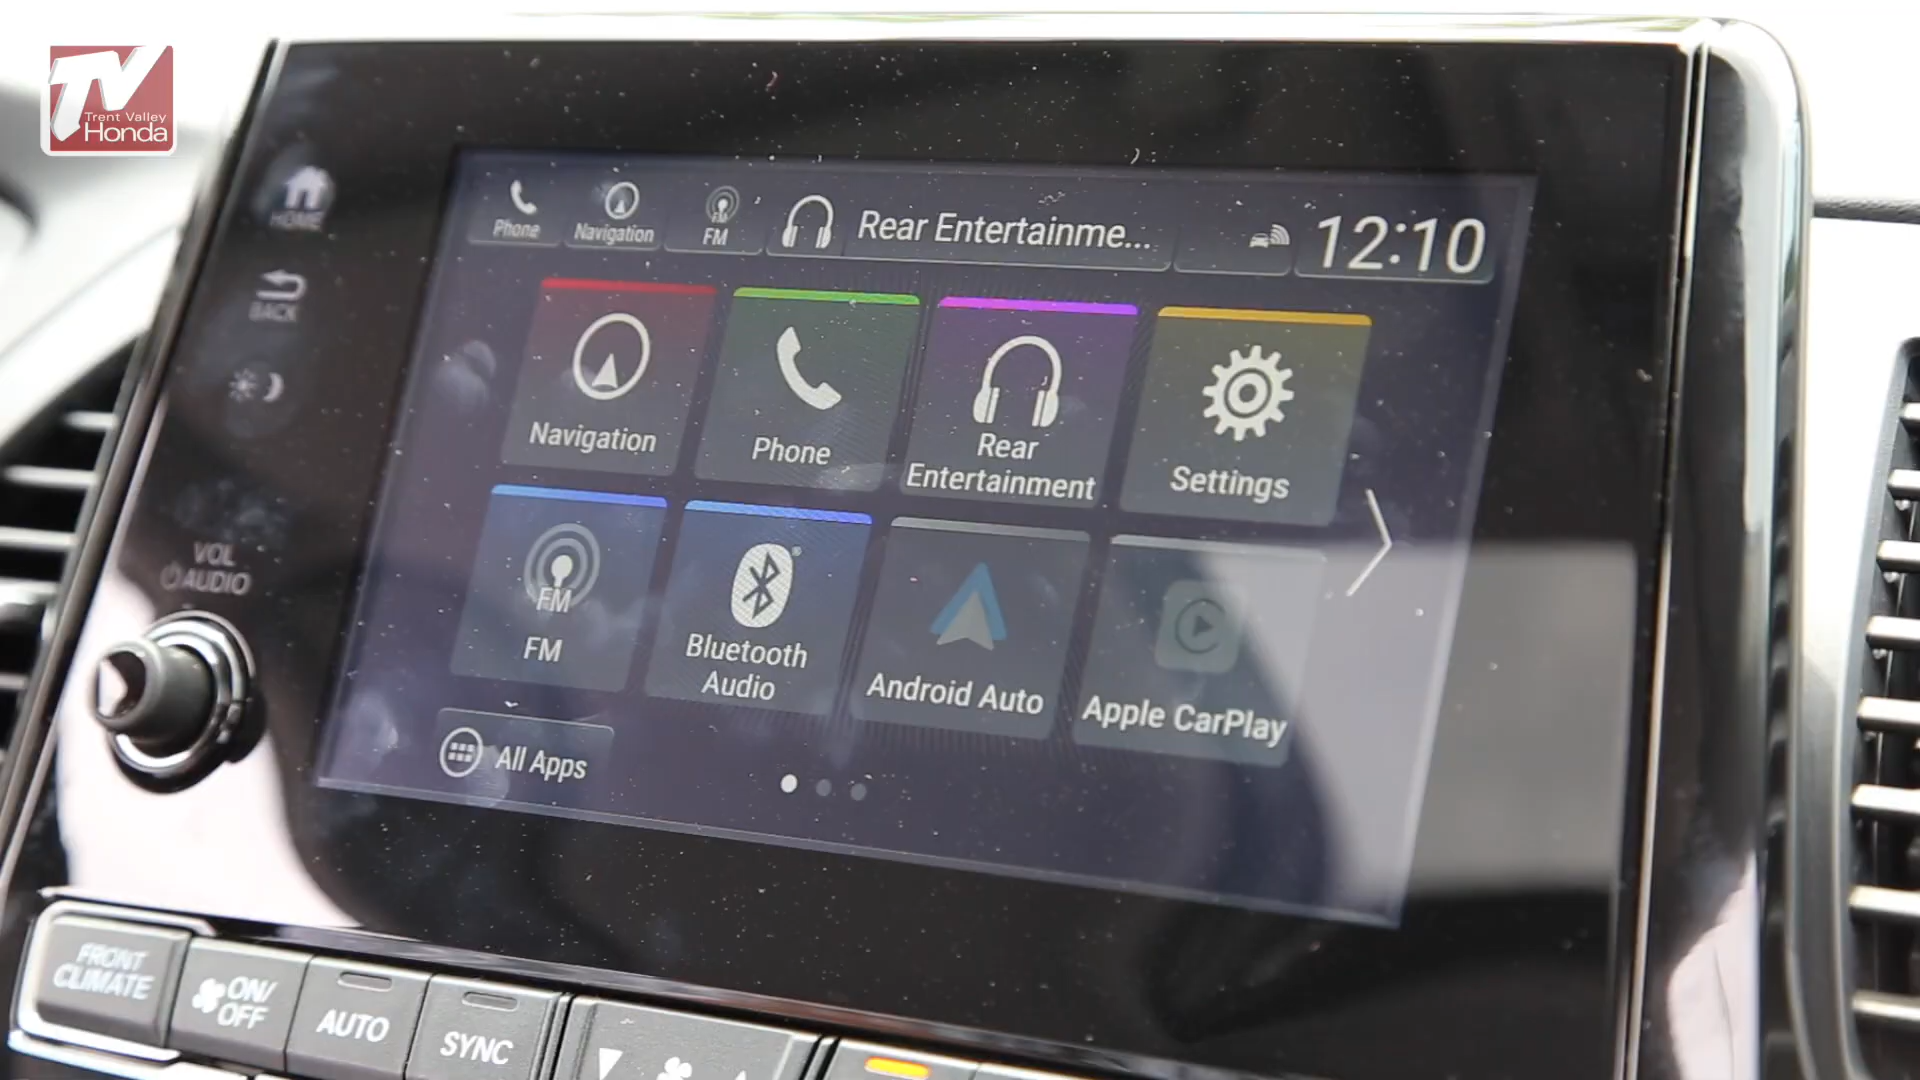 TV
Trent Valley
Honda
HOME
BACK
VOL
AUDIO
Phone
Navigation
FM
FM
Rear Entertainme...
12:10
Navigation
Phone
Rear
Entertainment
Settings
FM
FM
Bluetooth
Audio
Android Auto
Apple CarPlay
All Apps
FRONT
CLIMATE
ON/
OFF
AUTO
SYNC